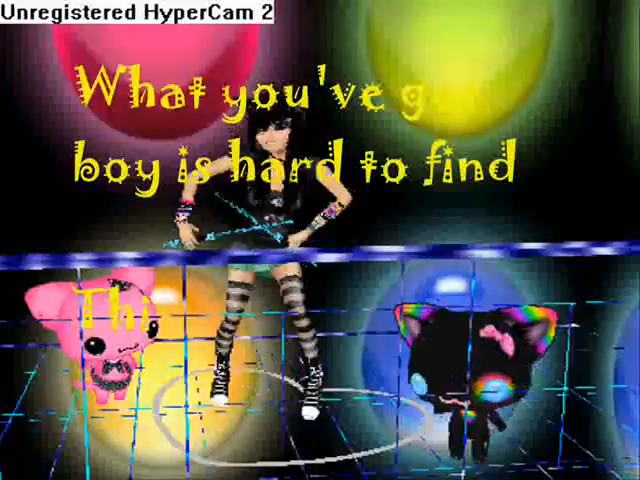 Unregistered HyperCam 2
What you've g
boy is hard to find
Thi